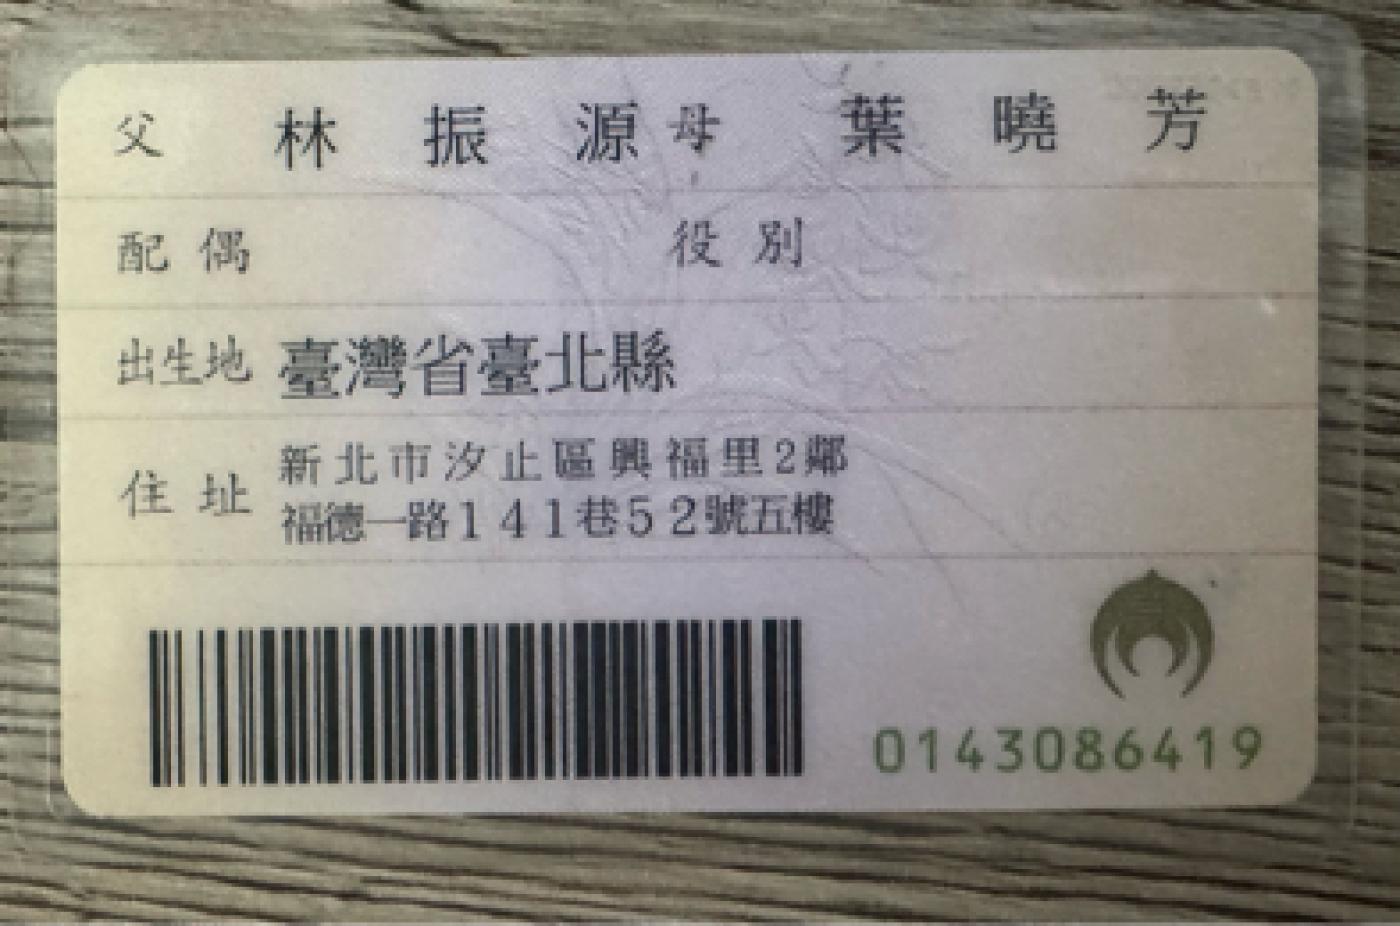 父 林振源 母 葉曉芳
配偶 役別
出生地 臺灣省臺北縣
住址 新北市汐止區興福里2鄰
福德一路141巷52號五樓
0143086419